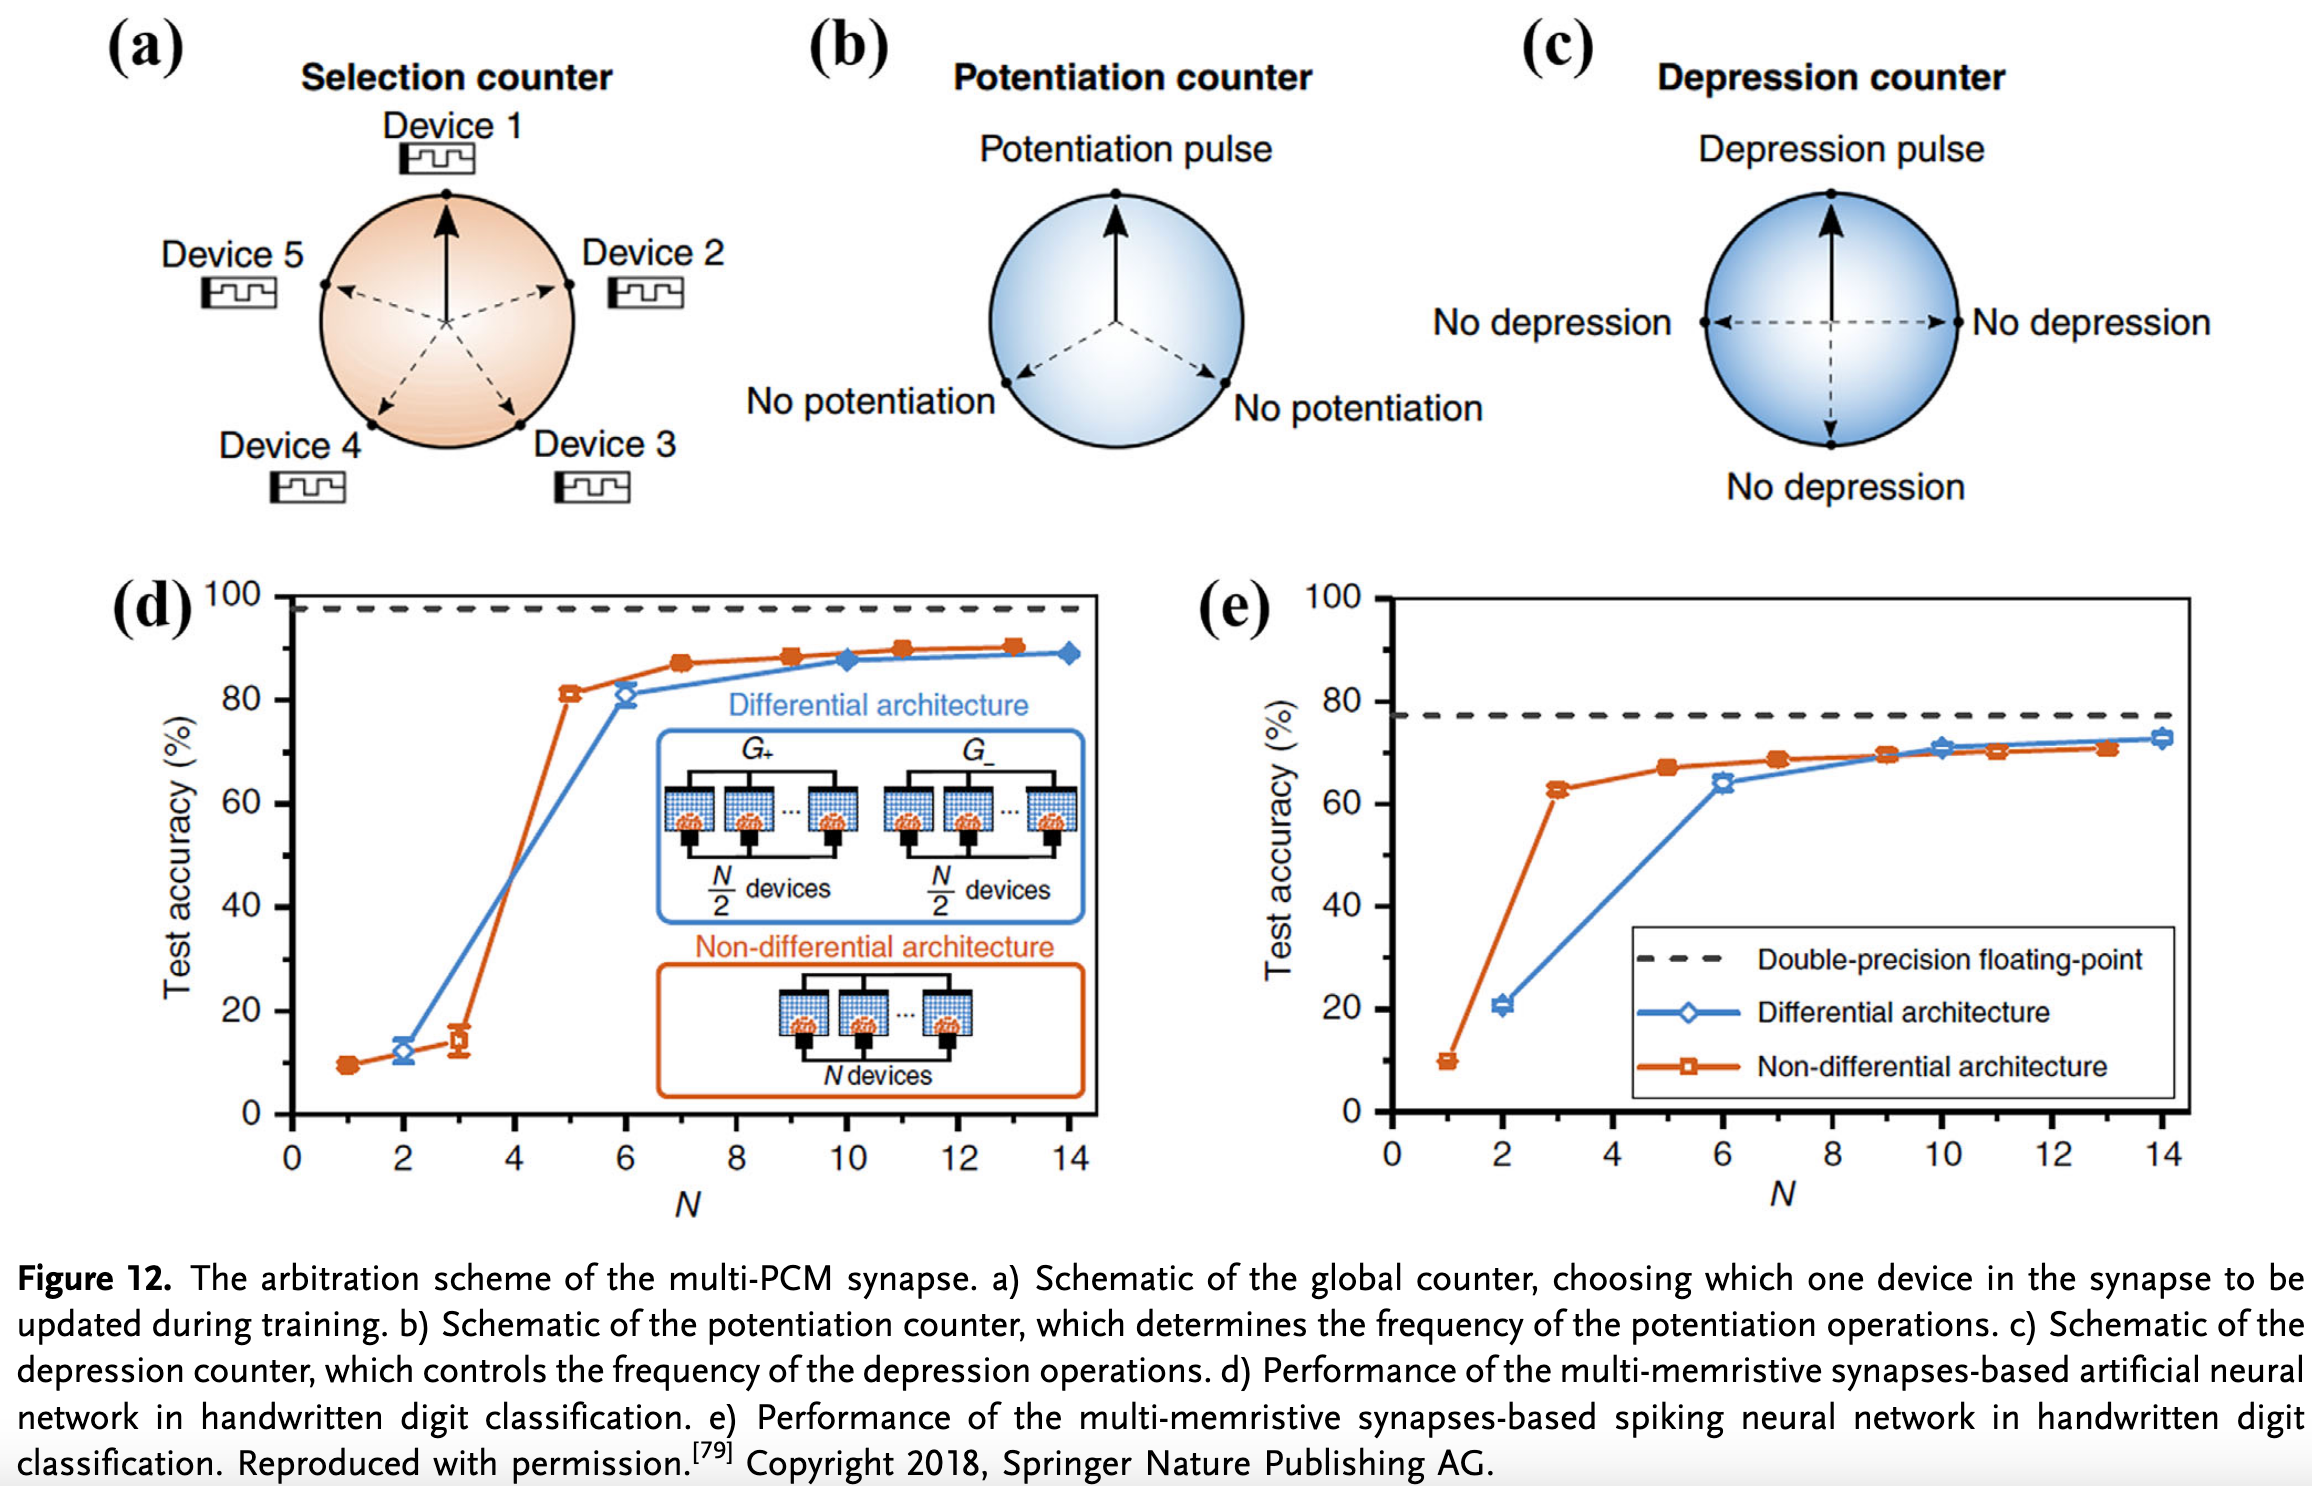 (a)
Selection counter
Device 1
Device 5
Device 2
Device 4
Device 3
(b)
Potentiation counter
Potentiation pulse
No potentiation
No potentiation
(c)
Depression counter
Depression pulse
No depression
No depression
No depression
(d)
100
80
60
40
20
0
Test accuracy (%)
0 2 4 6 8 10 12 14
N
Differential architecture
G+ G−
... ...
N/2 devices N/2 devices
Non-differential architecture
...
N devices
(e)
100
80
60
40
20
0
Test accuracy (%)
0 2 4 6 8 10 12 14
N
Double-precision floating-point
Differential architecture
Non-differential architecture
Figure 12. The arbitration scheme of the multi-PCM synapse. a) Schematic of the global counter, choosing which one device in the synapse to be
updated during training. b) Schematic of the potentiation counter, which determines the frequency of the potentiation operations. c) Schematic of the
depression counter, which controls the frequency of the depression operations. d) Performance of the multi-memristive synapses-based artificial neural
network in handwritten digit classification. e) Performance of the multi-memristive synapses-based spiking neural network in handwritten digit
classification. Reproduced with permission.[79] Copyright 2018, Springer Nature Publishing AG.